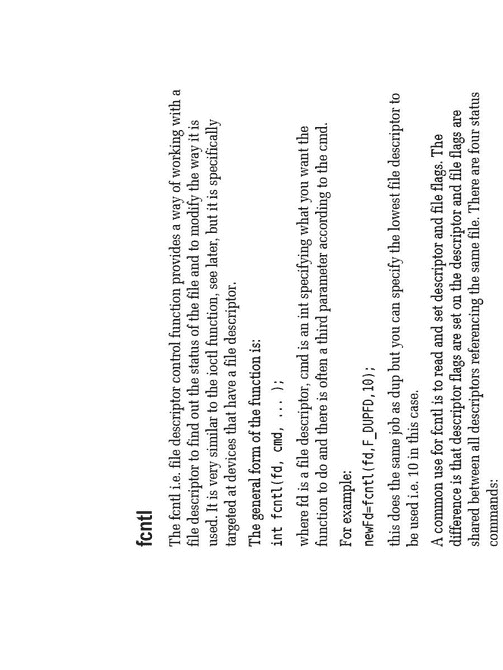 fcntl
The fcntl i.e. file descriptor control function provides a way of working with a
file descriptor to find out the status of the file and to modify the way it is
used. It is very similar to the ioctl function, see later, but it is specifically
targeted at devices that have a file descriptor.
The general form of the function is:
int fcntl(fd, cmd, ... );
where fd is a file descriptor, cmd is an int specifying what you want the
function to do and there is often a third parameter according to the cmd.
For example:
newFd=fcntl(fd,F_DUPFD,10);
this does the same job as dup but you can specify the lowest file descriptor to
be used i.e. 10 in this case.
A common use for fcntl is to read and set descriptor and file flags. The
difference is that descriptor flags are set on the descriptor and file flags are
shared between all descriptors referencing the same file. There are four status
commands: